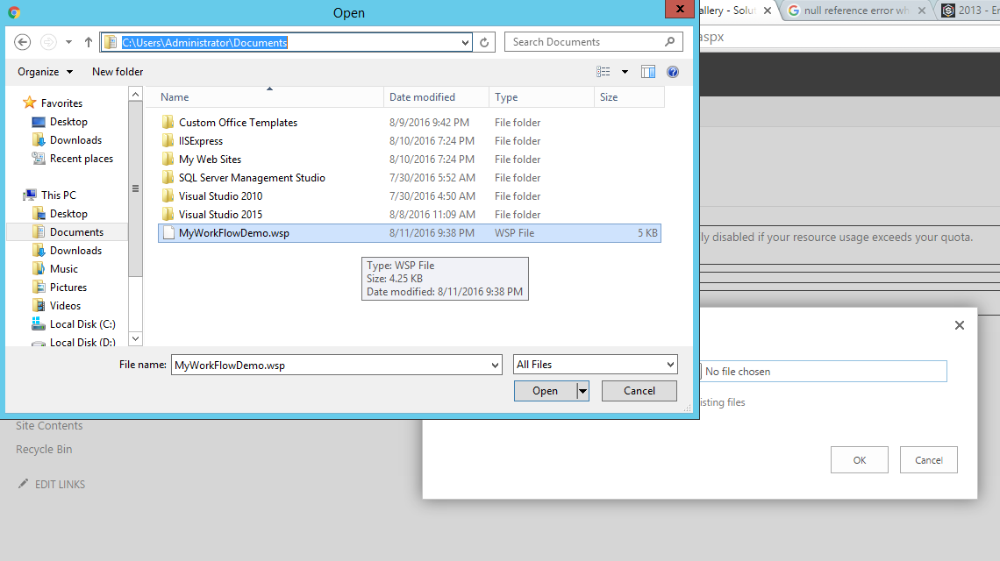 Open
allery - Solu
null reference error wh
2013 - Er
C:\Users\Administrator\Documents
Search Documents
aspx
Organize
New folder
Name
Date modified
Type
Size
Favorites
Desktop
Downloads
Recent places
This PC
Desktop
Documents
Downloads
Music
Pictures
Videos
Local Disk (C:)
Local Disk (D:)
Custom Office Templates 8/9/2016 9:42 PM File folder
IISExpress 8/10/2016 7:24 PM File folder
My Web Sites 8/10/2016 7:24 PM File folder
SQL Server Management Studio 7/30/2016 5:52 AM File folder
Visual Studio 2010 7/30/2016 4:50 AM File folder
Visual Studio 2015 8/8/2016 11:09 AM File folder
MyWorkFlowDemo.wsp 8/11/2016 9:38 PM WSP File 5 KB
Type: WSP File
Size: 4.25 KB
Date modified: 8/11/2016 9:38 PM
ly disabled if your resource usage exceeds your quota.
File name: MyWorkFlowDemo.wsp
All Files
Open
Cancel
No file chosen
isting files
OK
Cancel
Site Contents
Recycle Bin
EDIT LINKS